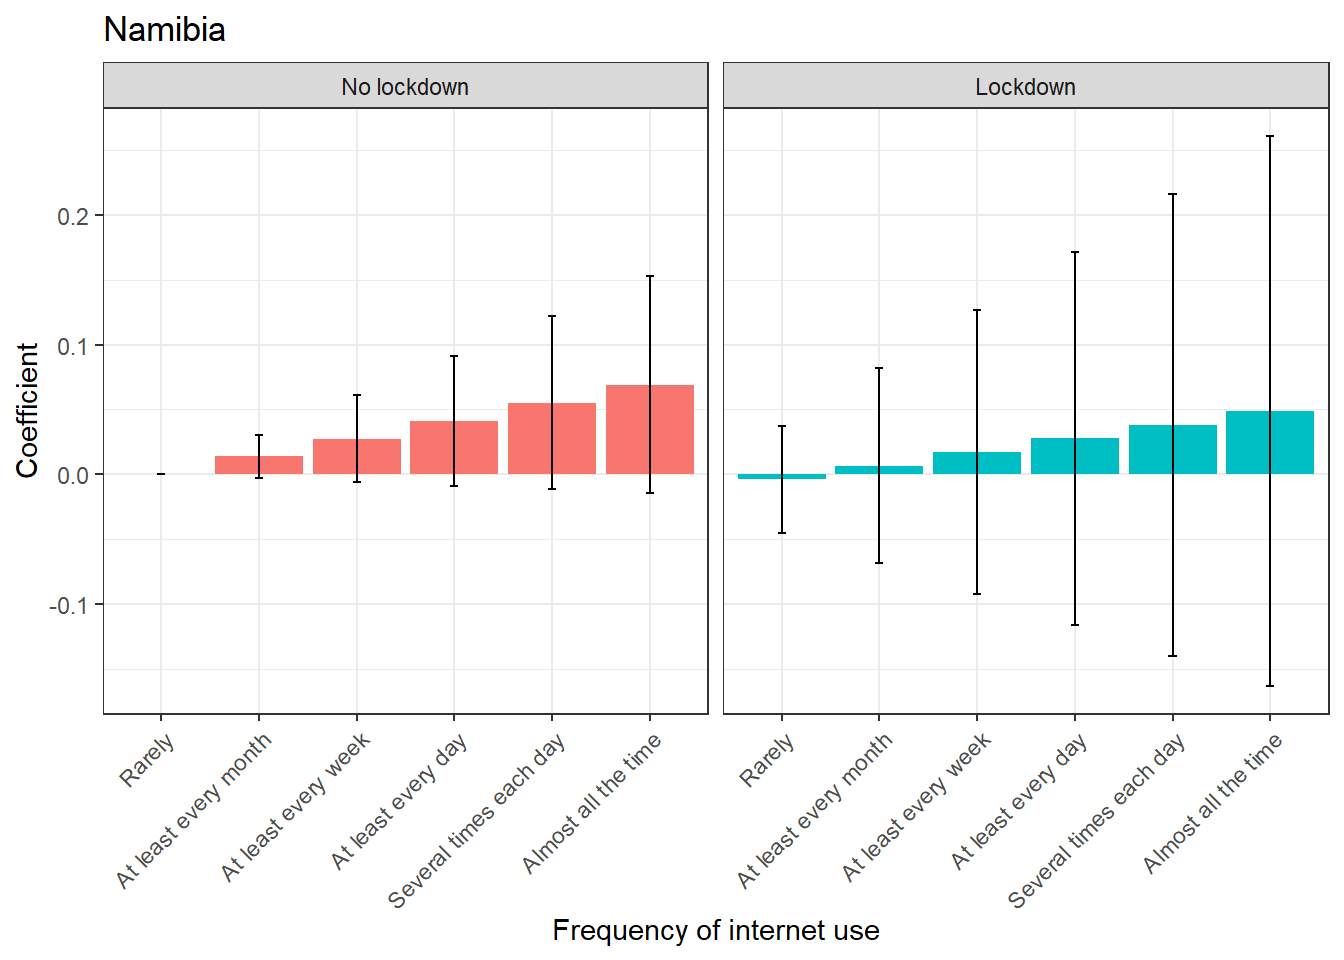 Namibia
No lockdown
Lockdown
Coefficient
0.2
0.1
0.0
-0.1
Rarely
At least every month
At least every week
At least every day
Several times each day
Almost all the time
Rarely
At least every month
At least every week
At least every day
Several times each day
Almost all the time
Frequency of internet use